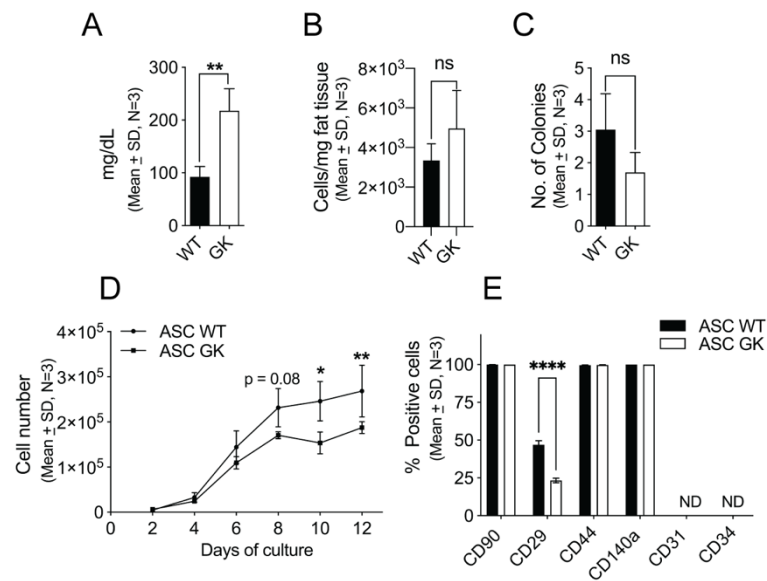 A
mg/dL
(Mean ± SD, N=3)
300
200
100
0
**
WT
GK
B
Cells/mg fat tissue
(Mean ± SD, N=3)
8×10³
6×10³
4×10³
2×10³
0
ns
WT
GK
C
No. of Colonies
(Mean ± SD, N=3)
5
4
3
2
1
0
ns
WT
GK
D
Cell number
(Mean ± SD, N=3)
4×10⁵
3×10⁵
2×10⁵
1×10⁵
0
ASC WT
ASC GK
p = 0.08
*
**
0
2
4
6
8
10
12
Days of culture
E
ASC WT
ASC GK
% Positive cells
(Mean ± SD, N=3)
100
75
50
25
0
****
ND
ND
CD90
CD29
CD44
CD140a
CD31
CD34